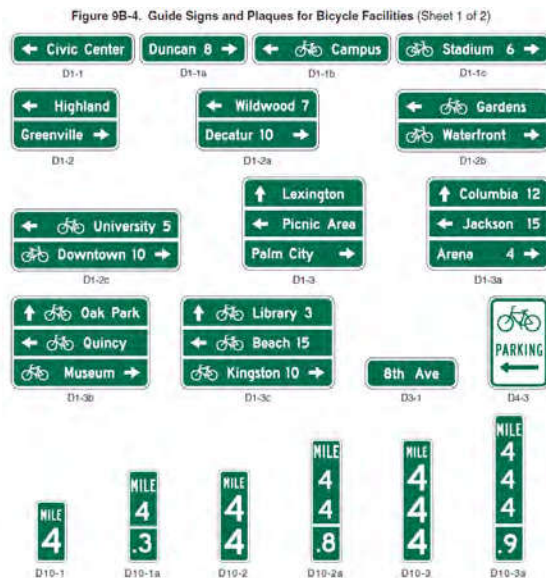 Figure 9B-4. Guide Signs and Plaques for Bicycle Facilities (Sheet 1 of 2)
Civic Center
Duncan 8
Campus
Stadium 6
D1-1
D1-1a
D1-1b
D1-1c
Highland
Greenville
Wildwood 7
Decatur 10
Gardens
Waterfront
D1-2
D1-2a
D1-2b
University 5
Downtown 10
Lexington
Picnic Area
Palm City
Columbia 12
Jackson 15
Arena 4
D1-2c
D1-3
D1-3a
Oak Park
Quincy
Museum
Library 3
Beach 15
Kingston 10
8th Ave
PARKING
D1-3b
D1-3c
D3-1
D4-3
MILE
4
MILE
4
.3
MILE
4
4
MILE
4
4
.8
MILE
4
4
4
MILE
4
4
4
.9
D10-1
D10-1a
D10-2
D10-2a
D10-3
D10-3a